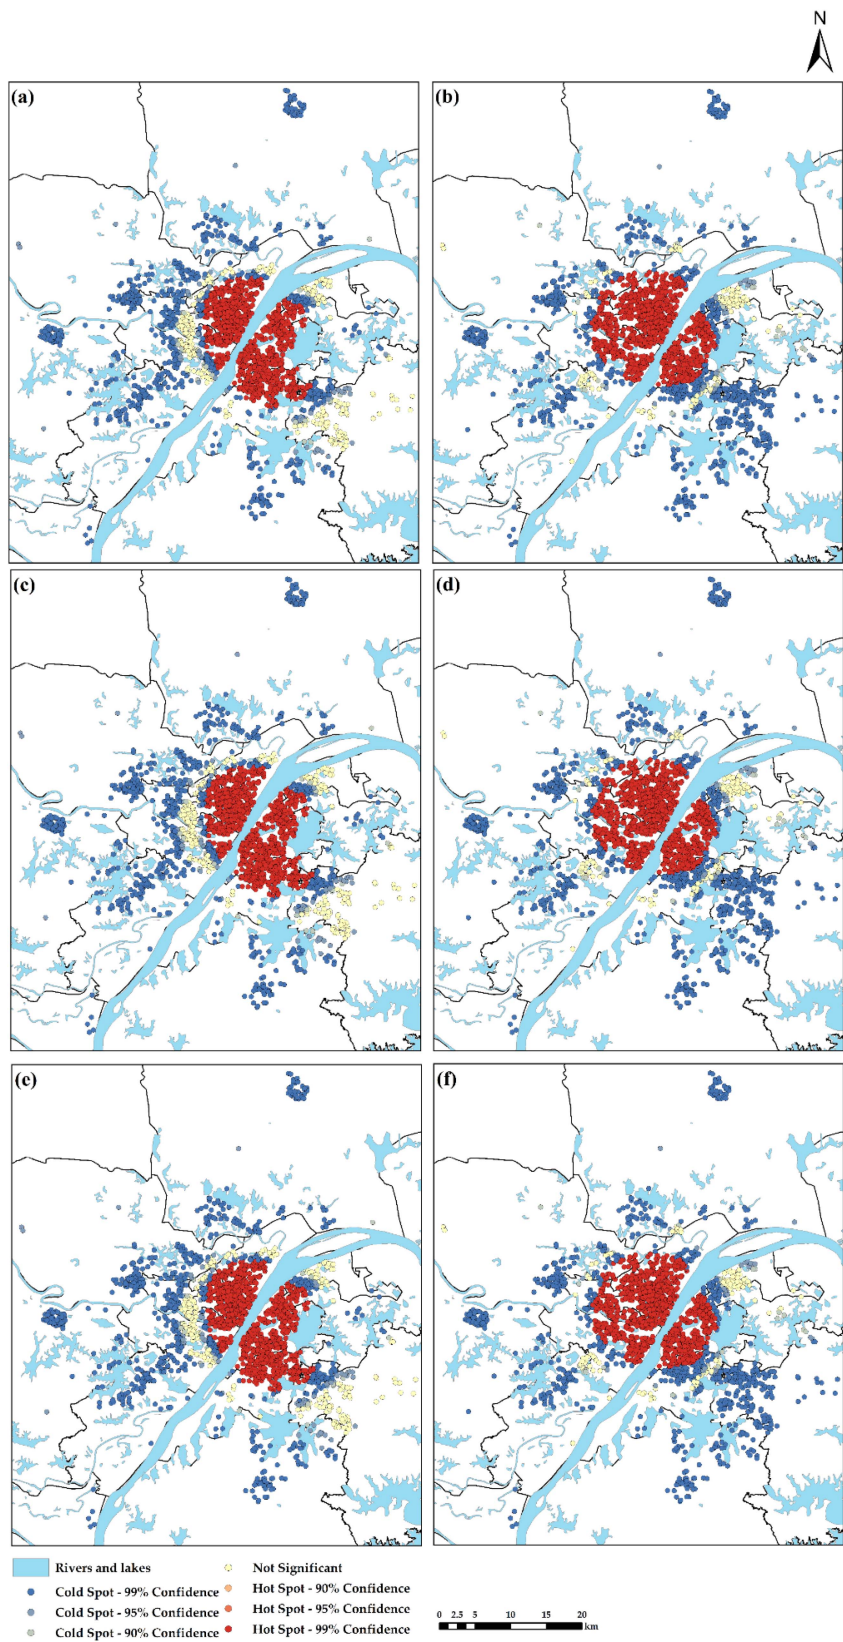 N
(a)
(b)
(c)
(d)
(e)
(f)
Rivers and lakes
Cold Spot - 99% Confidence
Cold Spot - 95% Confidence
Cold Spot - 90% Confidence
Not Significant
Hot Spot - 90% Confidence
Hot Spot - 95% Confidence
Hot Spot - 99% Confidence
0 2.5 5 10 15 20
km